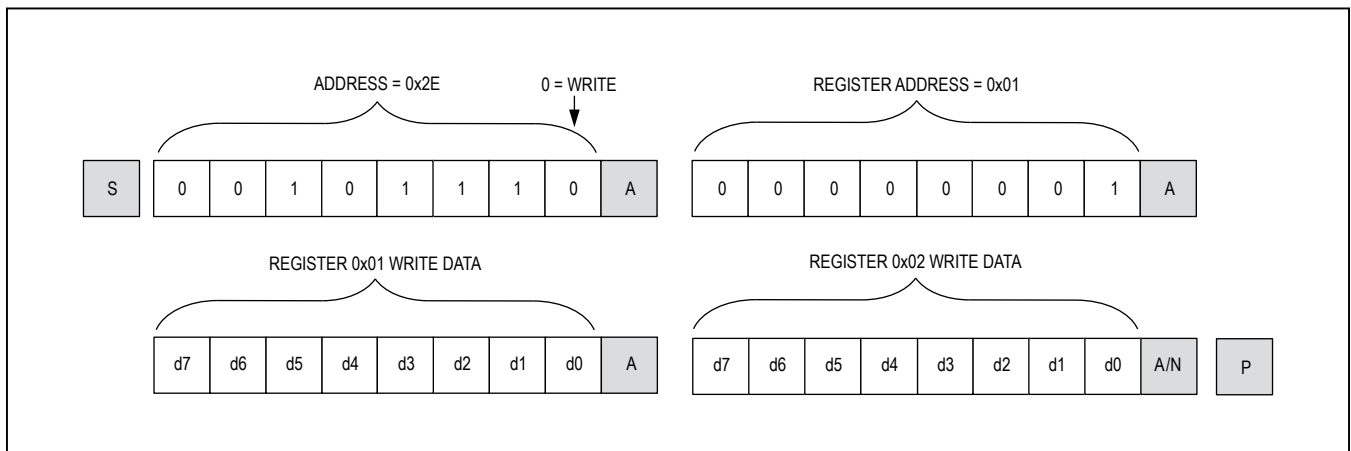 ADDRESS = 0x2E 0 = WRITE REGISTER ADDRESS = 0x01
S 0 0 1 0 1 1 1 0 A 0 0 0 0 0 0 0 1 A
REGISTER 0x01 WRITE DATA REGISTER 0x02 WRITE DATA
d7 d6 d5 d4 d3 d2 d1 d0 A d7 d6 d5 d4 d3 d2 d1 d0 A/N P